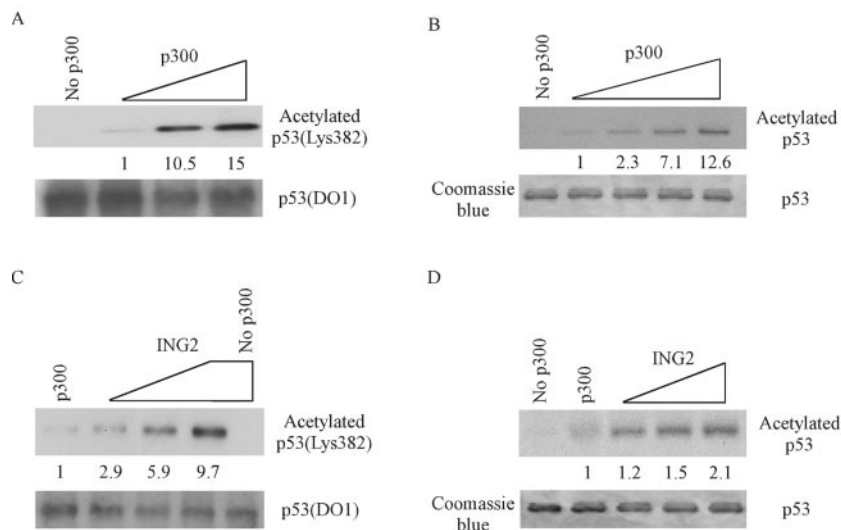 A
No p300
p300
Acetylated
p53(Lys382)
1 10.5 15
p53(DO1)
B
No p300
p300
Acetylated
p53
1 2.3 7.1 12.6
Coomassie
blue
p53
C
p300
ING2
No p300
Acetylated
p53(Lys382)
1 2.9 5.9 9.7
p53(DO1)
D
No p300
p300
ING2
Acetylated
p53
1 1.2 1.5 2.1
Coomassie
blue
p53